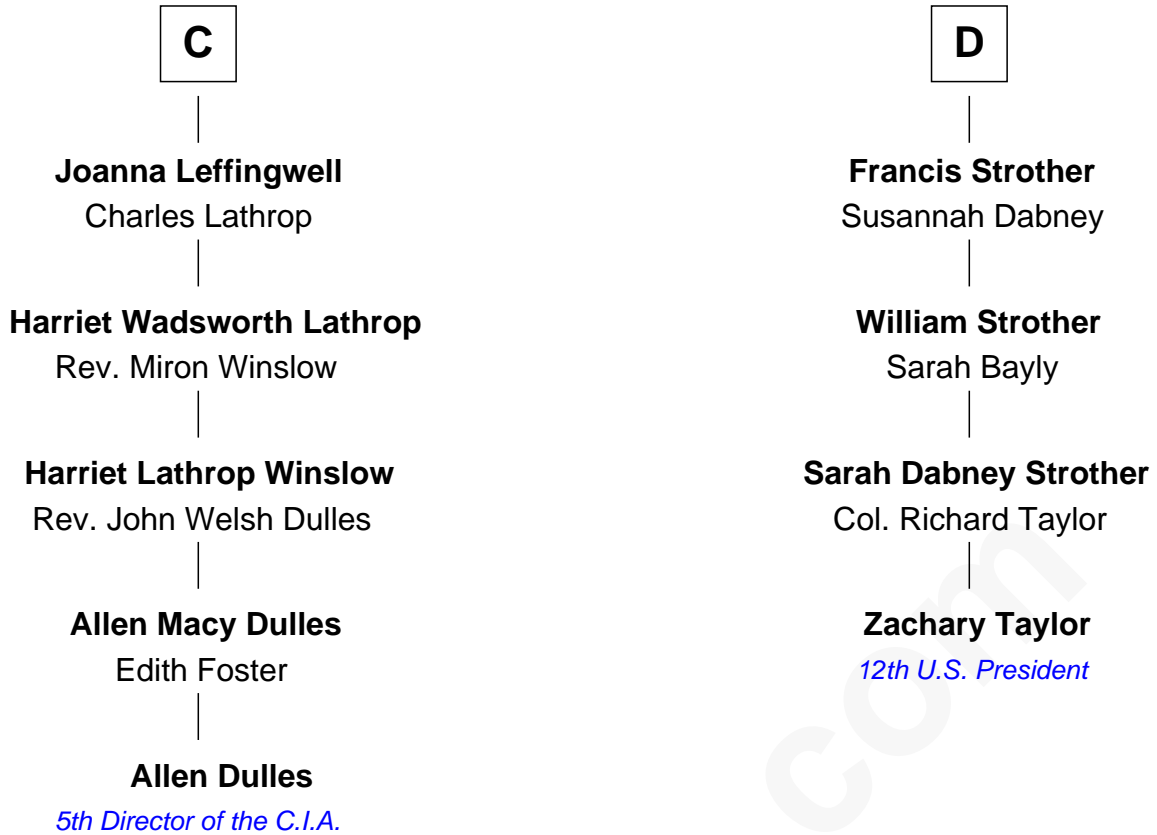 C
Joanna Leffingwell
Charles Lathrop
Harriet Wadsworth Lathrop
Rev. Miron Winslow
Harriet Lathrop Winslow
Rev. John Welsh Dulles
Allen Macy Dulles
Edith Foster
Allen Dulles
5th Director of the C.I.A.
D
Francis Strother
Susannah Dabney
William Strother
Sarah Bayly
Sarah Dabney Strother
Col. Richard Taylor
Zachary Taylor
12th U.S. President
com